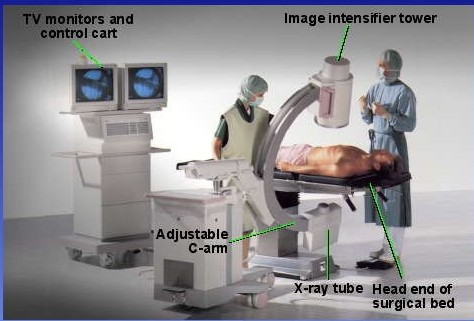 TV monitors and
control cart
Image intensifier tower
Adjustable
C-arm
X-ray tube
Head end of
surgical bed